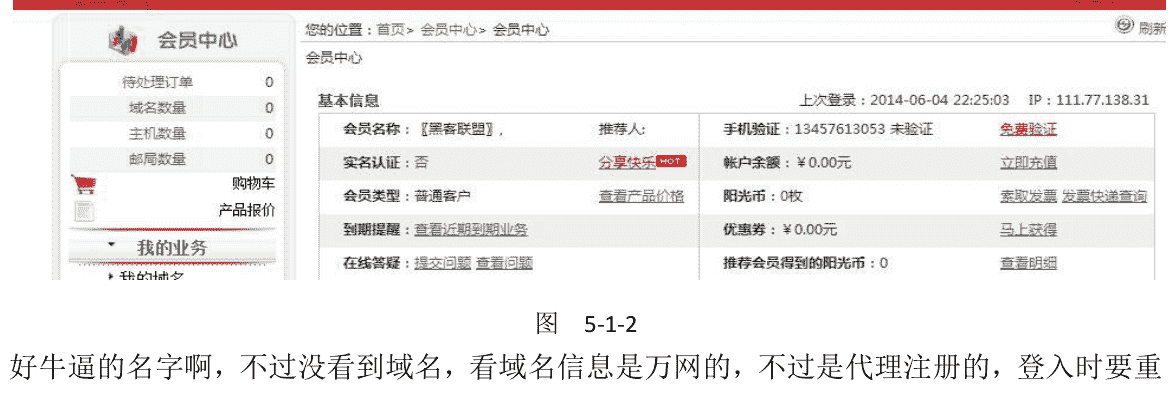 会员中心
您的位置：首页> 会员中心> 会员中心
刷新
待处理订单 0
域名数量 0
主机数量 0
邮局数量 0
购物车
产品报价
我的业务
我的域名
会员中心
基本信息 上次登录：2014-06-04 22:25:03 IP：111.77.138.31
会员名称：〖黑客联盟〗, 推荐人: 手机验证：13457613053 未验证 免费验证
实名认证：否 分享快乐 HOT 帐户余额：￥0.00元 立即充值
会员类型：普通客户 查看产品价格 阳光币：0枚 索取发票 发票快递查询
到期提醒：查看近期到期业务 优惠券：￥0.00元 马上获得
在线答疑：提交问题 查看问题 推荐会员得到的阳光币：0 查看明细
图 5-1-2
好牛逼的名字啊，不过没看到域名，看域名信息是万网的，不过是代理注册的，登入时要重